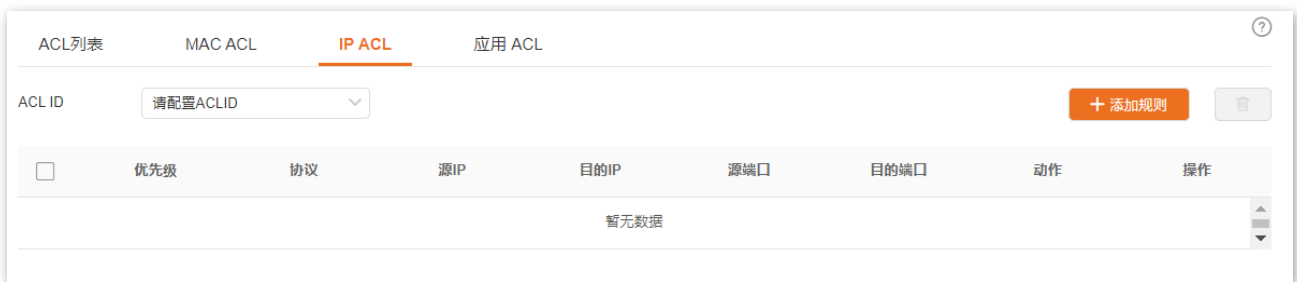 ACL列表 MAC ACL IP ACL 应用 ACL ?
ACL ID 请配置ACLID 添加规则
优先级 协议 源IP 目的IP 源端口 目的端口 动作 操作
暂无数据